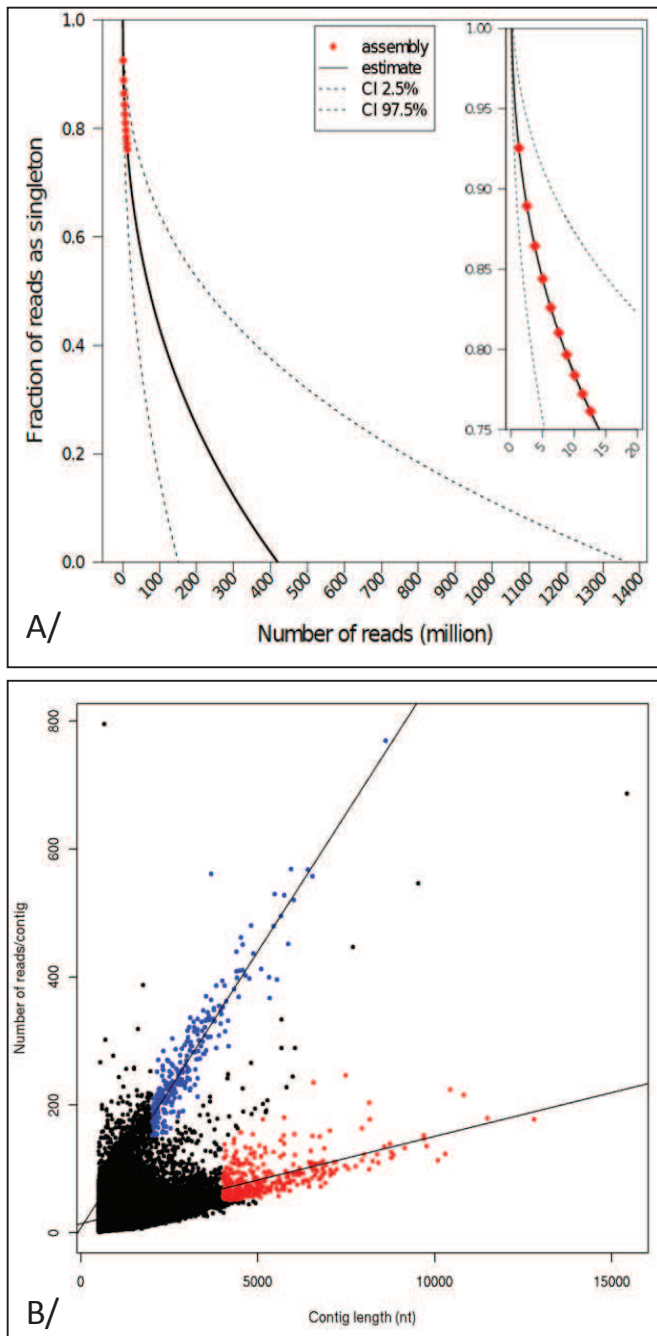 assembly
estimate
CI 2.5%
CI 97.5%
1.0
0.8
0.6
0.4
0.2
0.0
Fraction of reads as singleton
0 100 200 300 400 500 600 700 800 900 1000 1100 1200 1300 1400
Number of reads (million)
1.00
0.95
0.90
0.85
0.80
0.75
0 5 10 15 20
A/
800
600
400
200
0
Number of reads/contig
0 5000 10000 15000
Contig length (nt)
B/